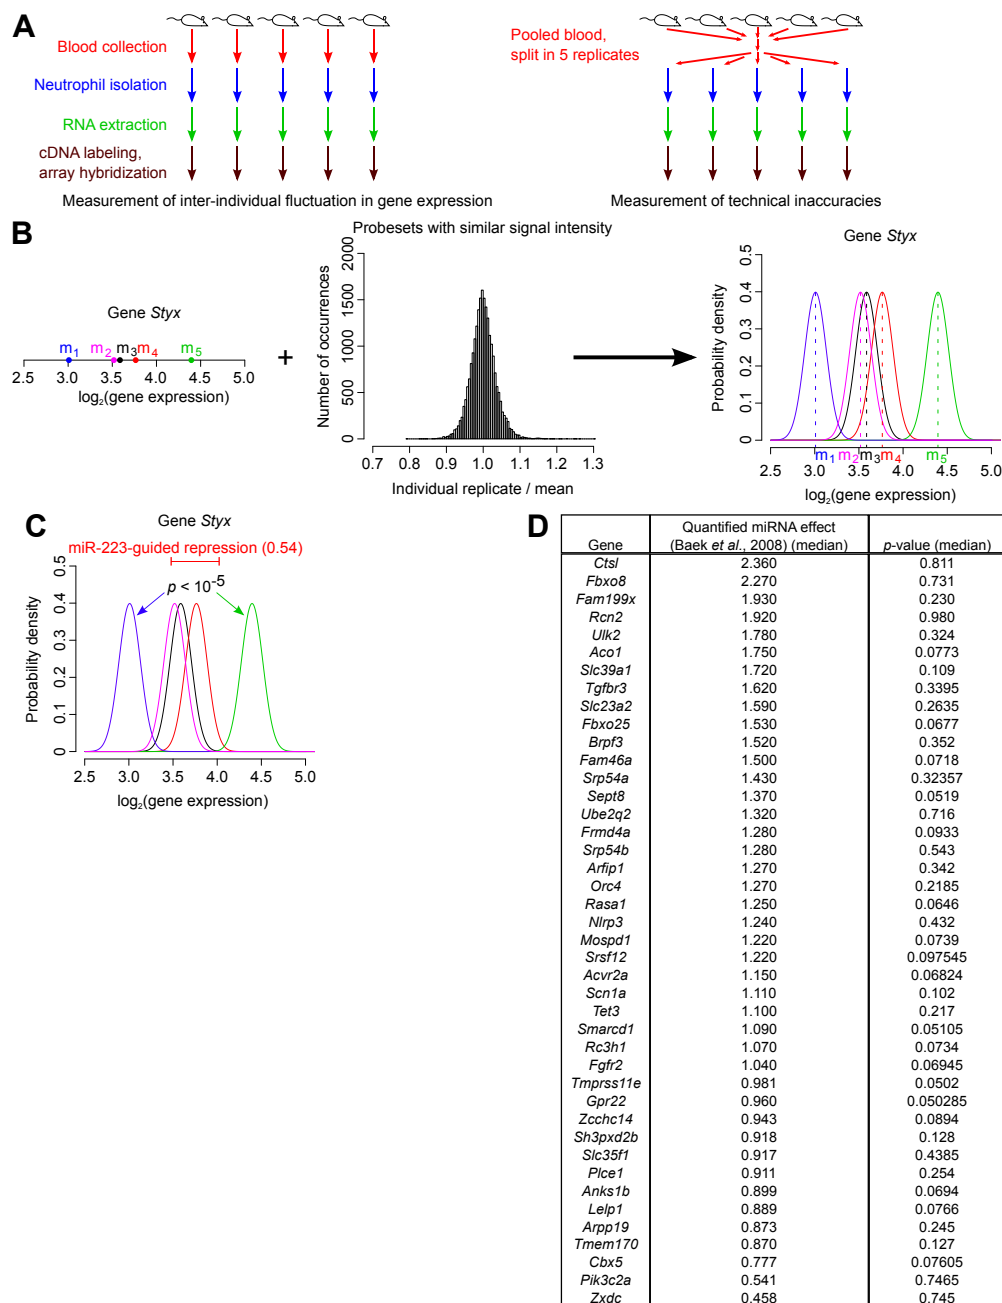 A
Blood collection
Neutrophil isolation
RNA extraction
cDNA labeling,
array hybridization
Measurement of inter-individual fluctuation in gene expression
Pooled blood,
split in 5 replicates
Measurement of technical inaccuracies
B
Gene Styx
m1 m2 m3 m4 m5
2.5 3.0 3.5 4.0 4.5 5.0
log2(gene expression)
+
Probesets with similar signal intensity
Number of occurrences
0 500 1000 1500 2000
0.7 0.8 0.9 1.0 1.1 1.2 1.3
Individual replicate / mean
Gene Styx
Probability density
0 0.1 0.2 0.3 0.4 0.5
m1 m2 m3 m4 m5
2.5 3.0 3.5 4.0 4.5 5.0
log2(gene expression)
C
Gene Styx
miR-223-guided repression (0.54)
p < 10-5
Probability density
0 0.1 0.2 0.3 0.4 0.5
2.5 3.0 3.5 4.0 4.5 5.0
log2(gene expression)
D
Gene Quantified miRNA effect (Baek et al., 2008) (median) p-value (median)
Ctsl 2.360 0.811
Fbxo8 2.270 0.731
Fam199x 1.930 0.230
Rcn2 1.920 0.980
Ulk2 1.780 0.324
Aco1 1.750 0.0773
Slc39a1 1.720 0.109
Tgfbr3 1.620 0.3395
Slc23a2 1.590 0.2635
Fbxo25 1.530 0.0677
Brpf3 1.520 0.352
Fam46a 1.500 0.0718
Srp54a 1.430 0.32357
Sept8 1.370 0.0519
Ube2q2 1.320 0.716
Frmd4a 1.280 0.0933
Srp54b 1.280 0.543
Arfip1 1.270 0.342
Orc4 1.270 0.2185
Rasa1 1.250 0.0646
Nlrp3 1.240 0.432
Mospd1 1.220 0.0739
Srsf12 1.220 0.097545
Acvr2a 1.150 0.06824
Scn1a 1.110 0.102
Tet3 1.100 0.217
Smarcd1 1.090 0.05105
Rc3h1 1.070 0.0734
Fgfr2 1.040 0.06945
Tmprss11e 0.981 0.0502
Gpr22 0.960 0.050285
Zcchc14 0.943 0.0894
Sh3pxd2b 0.918 0.128
Slc35f1 0.917 0.4385
Plce1 0.911 0.254
Anks1b 0.899 0.0694
Lelp1 0.889 0.0766
Arpp19 0.873 0.245
Tmem170 0.870 0.127
Cbx5 0.777 0.07605
Pik3c2a 0.541 0.7465
Zxdc 0.458 0.745